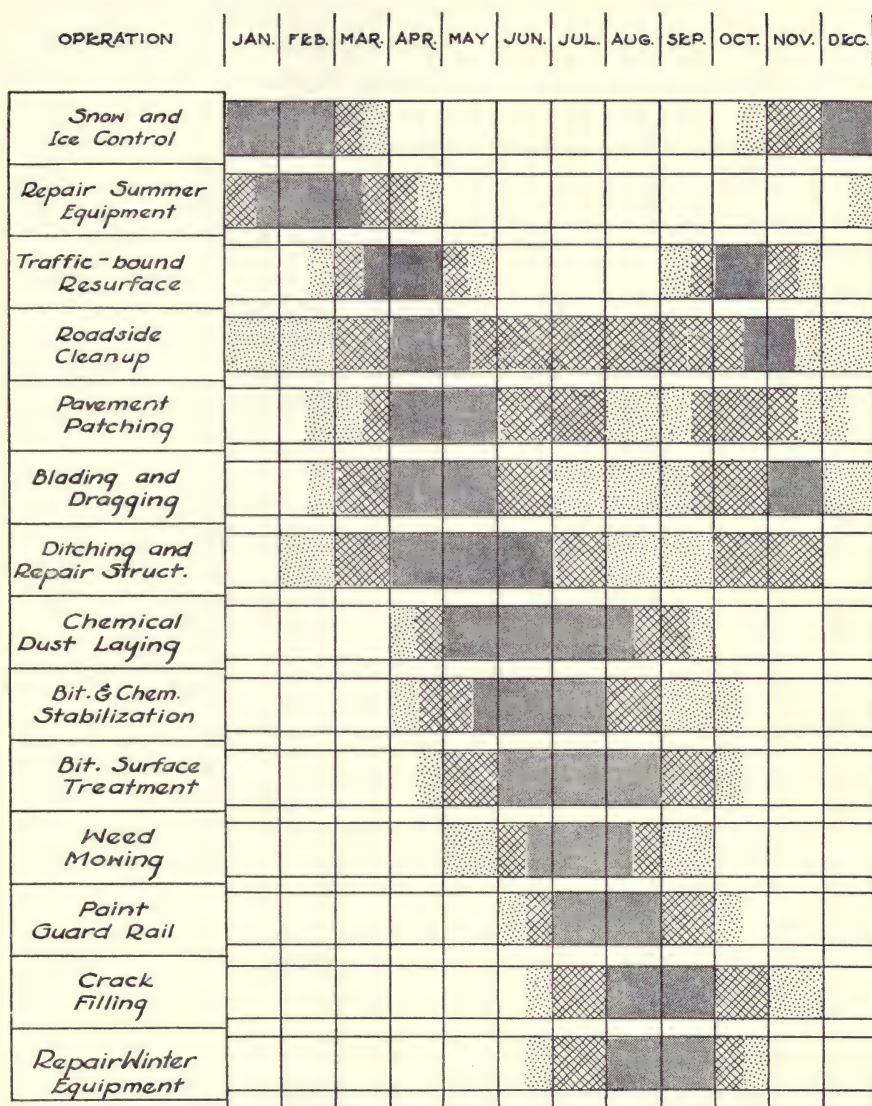 OPERATION JAN. FEB. MAR. APR. MAY JUN. JUL. AUG. SEP. OCT. NOV. DEC.
Snow and
Ice Control
Repair Summer
Equipment
Traffic-bound
Resurface
Roadside
Cleanup
Pavement
Patching
Blading and
Dragging
Ditching and
Repair Struct.
Chemical
Dust Laying
Bit. & Chem.
Stabilization
Bit. Surface
Treatment
Weed
Mowing
Paint
Guard Rail
Crack
Filling
Repair Winter
Equipment